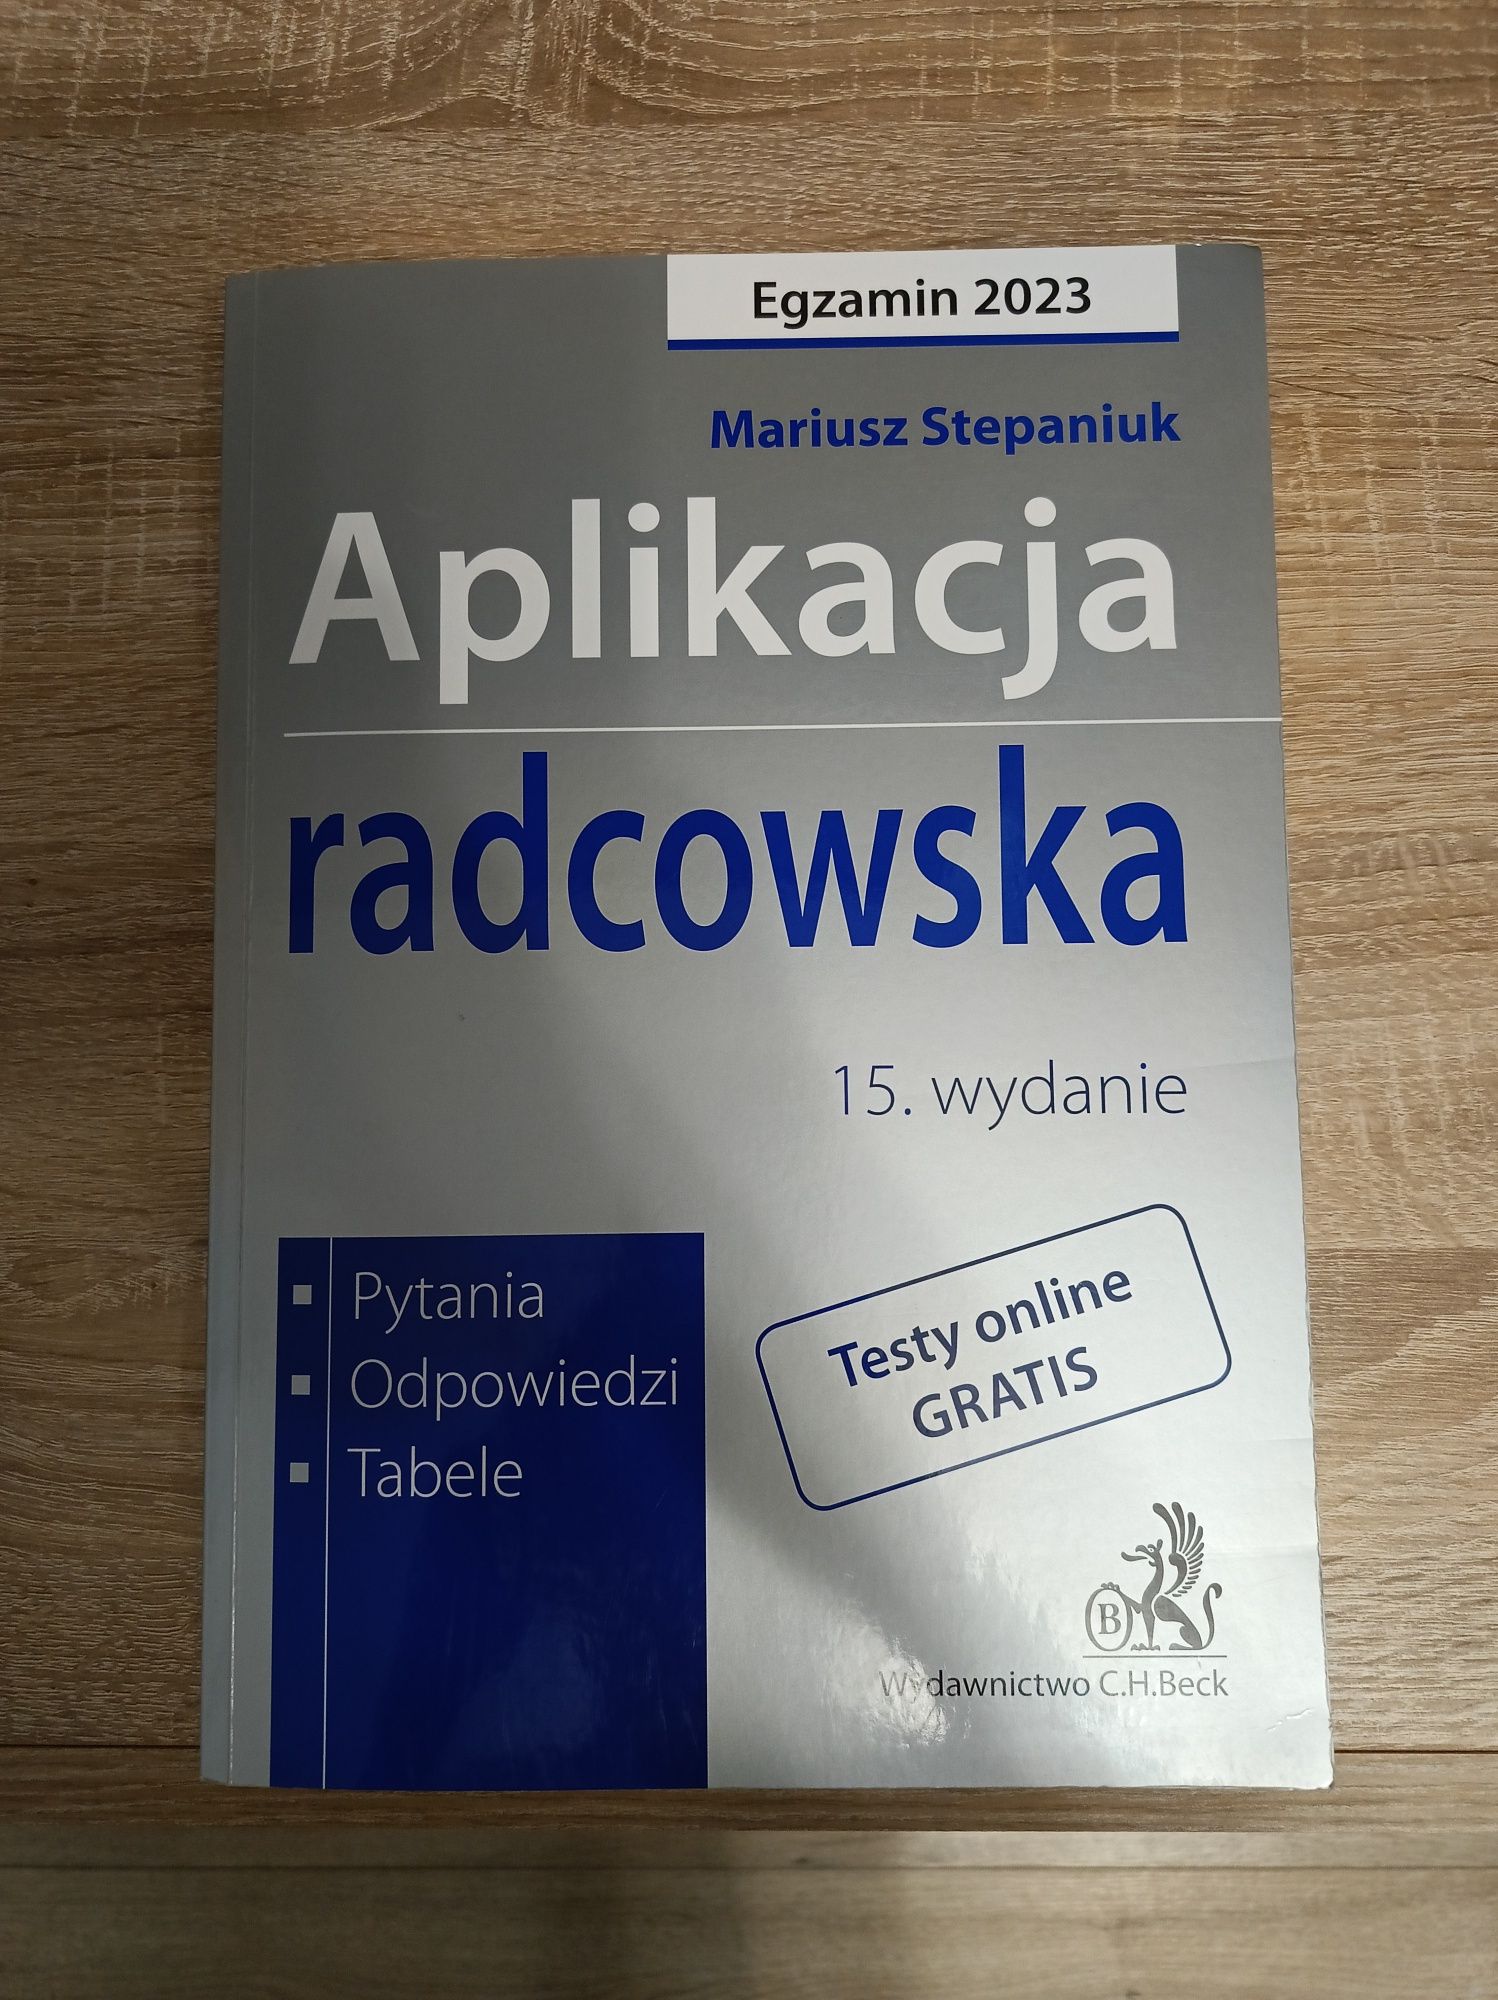 Egzamin 2023
Mariusz Stepaniuk
Aplikacja
radcowska
15. wydanie
Pytania
Odpowiedzi
Tabele
Testy online
GRATIS
B
Wydawnictwo C.H.Beck